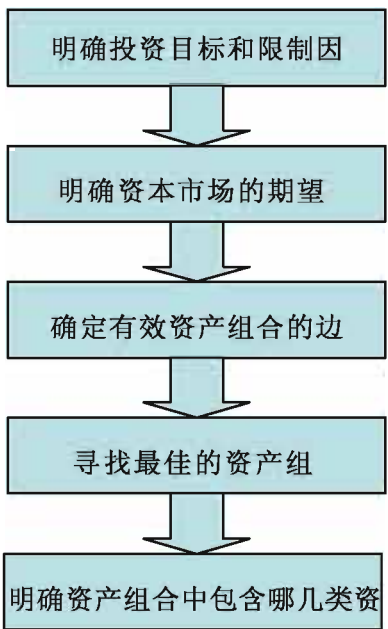 明确投资目标和限制因
明确资本市场的期望
确定有效资产组合的边
寻找最佳的资产组
明确资产组合中包含哪几类资